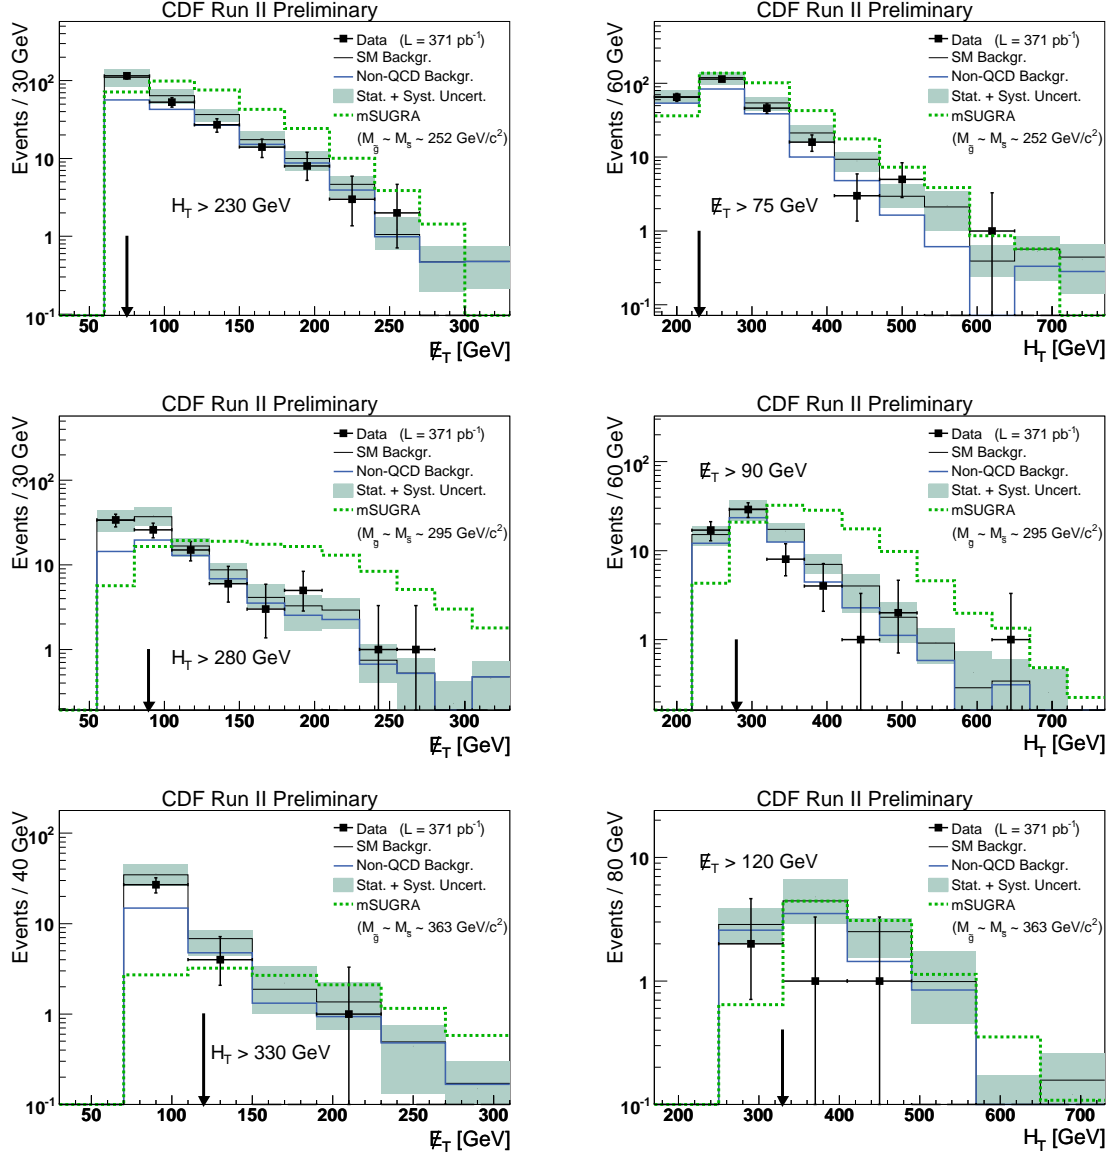 CDF Run II Preliminary
Events / 30 GeV
Data (L = 371 pb⁻¹)
SM Backgr.
Non-QCD Backgr.
Stat. + Syst. Uncert.
mSUGRA
(M_g̃ ~ M_s̃ ~ 252 GeV/c²)
H_T > 230 GeV
10²
10
1
10⁻¹
50 100 150 200 250 300
E̸_T [GeV]
CDF Run II Preliminary
Events / 60 GeV
Data (L = 371 pb⁻¹)
SM Backgr.
Non-QCD Backgr.
Stat. + Syst. Uncert.
mSUGRA
(M_g̃ ~ M_s̃ ~ 252 GeV/c²)
E̸_T > 75 GeV
10²
10
1
10⁻¹
200 300 400 500 600 700
H_T [GeV]
CDF Run II Preliminary
Events / 30 GeV
Data (L = 371 pb⁻¹)
SM Backgr.
Non-QCD Backgr.
Stat. + Syst. Uncert.
mSUGRA
(M_g̃ ~ M_s̃ ~ 295 GeV/c²)
H_T > 280 GeV
10²
10
1
50 100 150 200 250 300
E̸_T [GeV]
CDF Run II Preliminary
Events / 60 GeV
Data (L = 371 pb⁻¹)
SM Backgr.
Non-QCD Backgr.
Stat. + Syst. Uncert.
mSUGRA
(M_g̃ ~ M_s̃ ~ 295 GeV/c²)
E̸_T > 90 GeV
10²
10
1
200 300 400 500 600 700
H_T [GeV]
CDF Run II Preliminary
Events / 40 GeV
Data (L = 371 pb⁻¹)
SM Backgr.
Non-QCD Backgr.
Stat. + Syst. Uncert.
mSUGRA
(M_g̃ ~ M_s̃ ~ 363 GeV/c²)
H_T > 330 GeV
10²
10
1
10⁻¹
50 100 150 200 250 300
E̸_T [GeV]
CDF Run II Preliminary
Events / 80 GeV
Data (L = 371 pb⁻¹)
SM Backgr.
Non-QCD Backgr.
Stat. + Syst. Uncert.
mSUGRA
(M_g̃ ~ M_s̃ ~ 363 GeV/c²)
E̸_T > 120 GeV
10
1
10⁻¹
200 300 400 500 600 700
H_T [GeV]